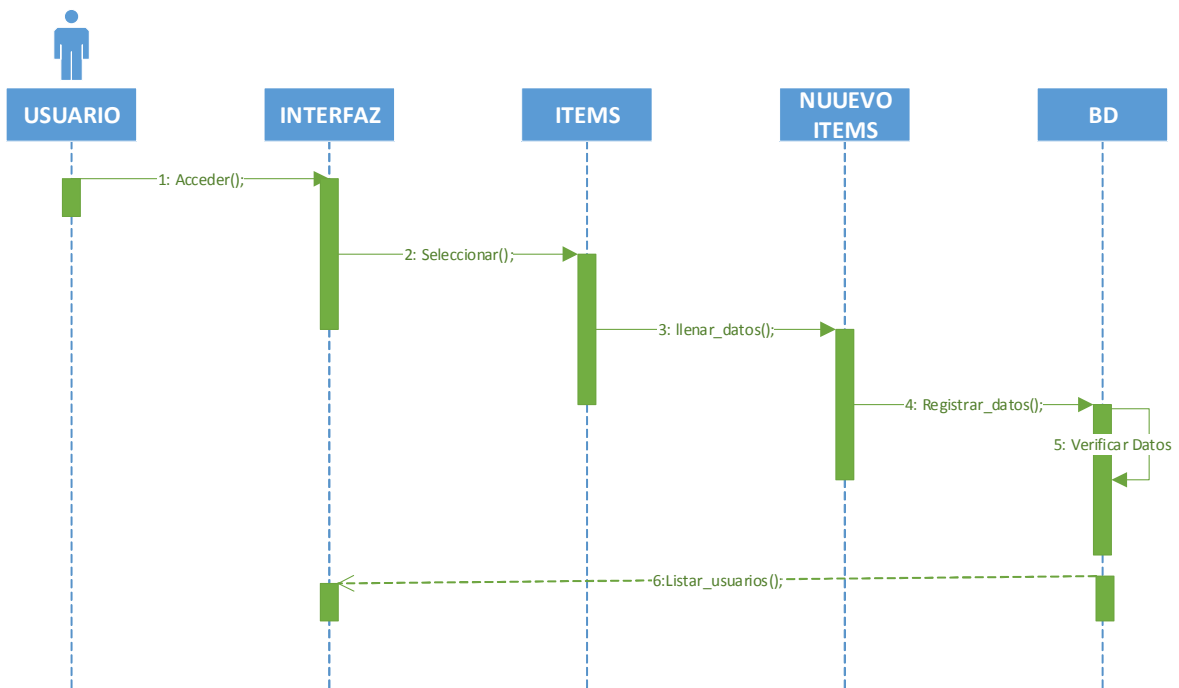 USUARIO
INTERFAZ
ITEMS
NUUEVO
ITEMS
BD
1: Acceder();
2: Seleccionar();
3: llenar_datos();
4: Registrar_datos();
5: Verificar Datos
6:Listar_usuarios();